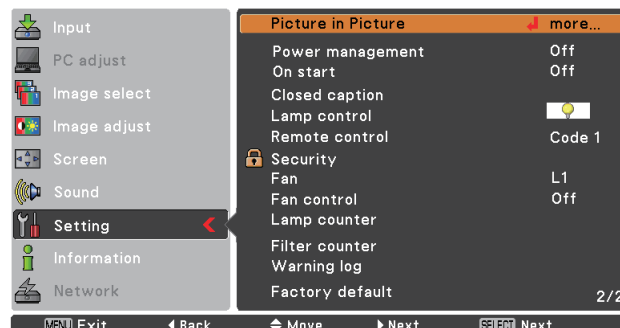 Input
PC adjust
Image select
Image adjust
Screen
Sound
Setting
Information
Network
Picture in Picture more...
Power management Off
On start Off
Closed caption
Lamp control
Remote control Code 1
Security
Fan L1
Fan control Off
Lamp counter
Filter counter
Warning log
Factory default
2/2
MENU Exit Back Move Next SELECT Next